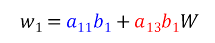 w₁ = a₁₁b₁ + a₁₃b₁W